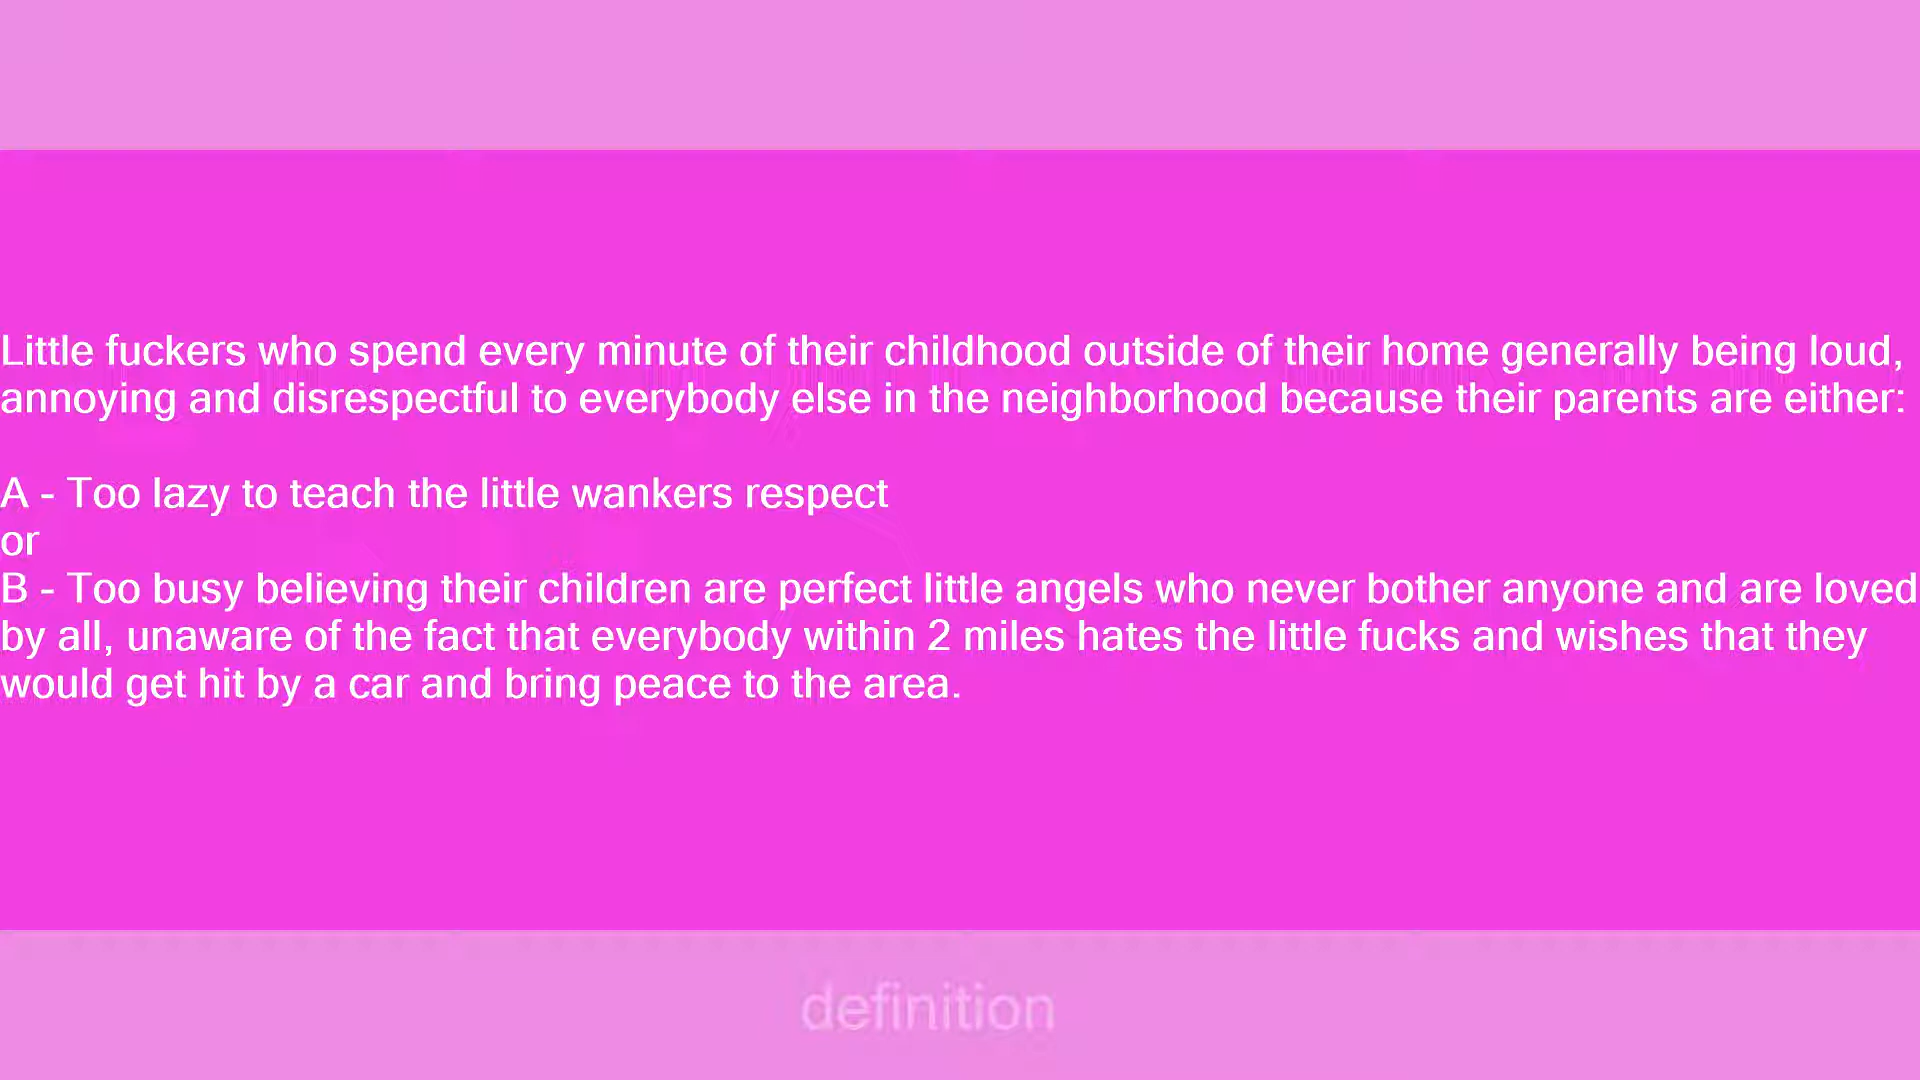 Little fuckers who spend every minute of their childhood outside of their home generally being loud,
annoying and disrespectful to everybody else in the neighborhood because their parents are either:
A - Too lazy to teach the little wankers respect
or
B - Too busy believing their children are perfect little angels who never bother anyone and are loved
by all, unaware of the fact that everybody within 2 miles hates the little fucks and wishes that they
would get hit by a car and bring peace to the area.
definition